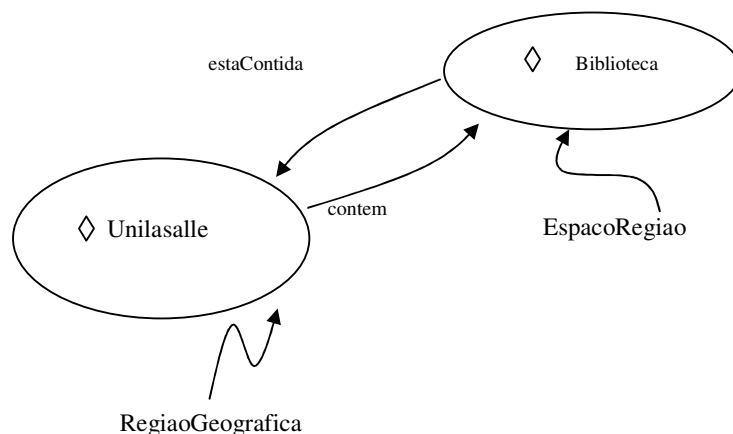 estaContida
Biblioteca
contem
Unilasalle
EspacoRegiao
RegiaoGeografica